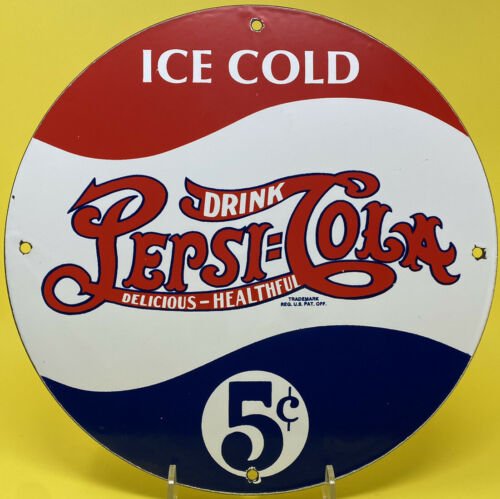 ICE COLD
DRINK
PEPSI=COLA
DELICIOUS–HEALTHFUL
TRADEMARK
REG. U.S. PAT. OFF.
5¢